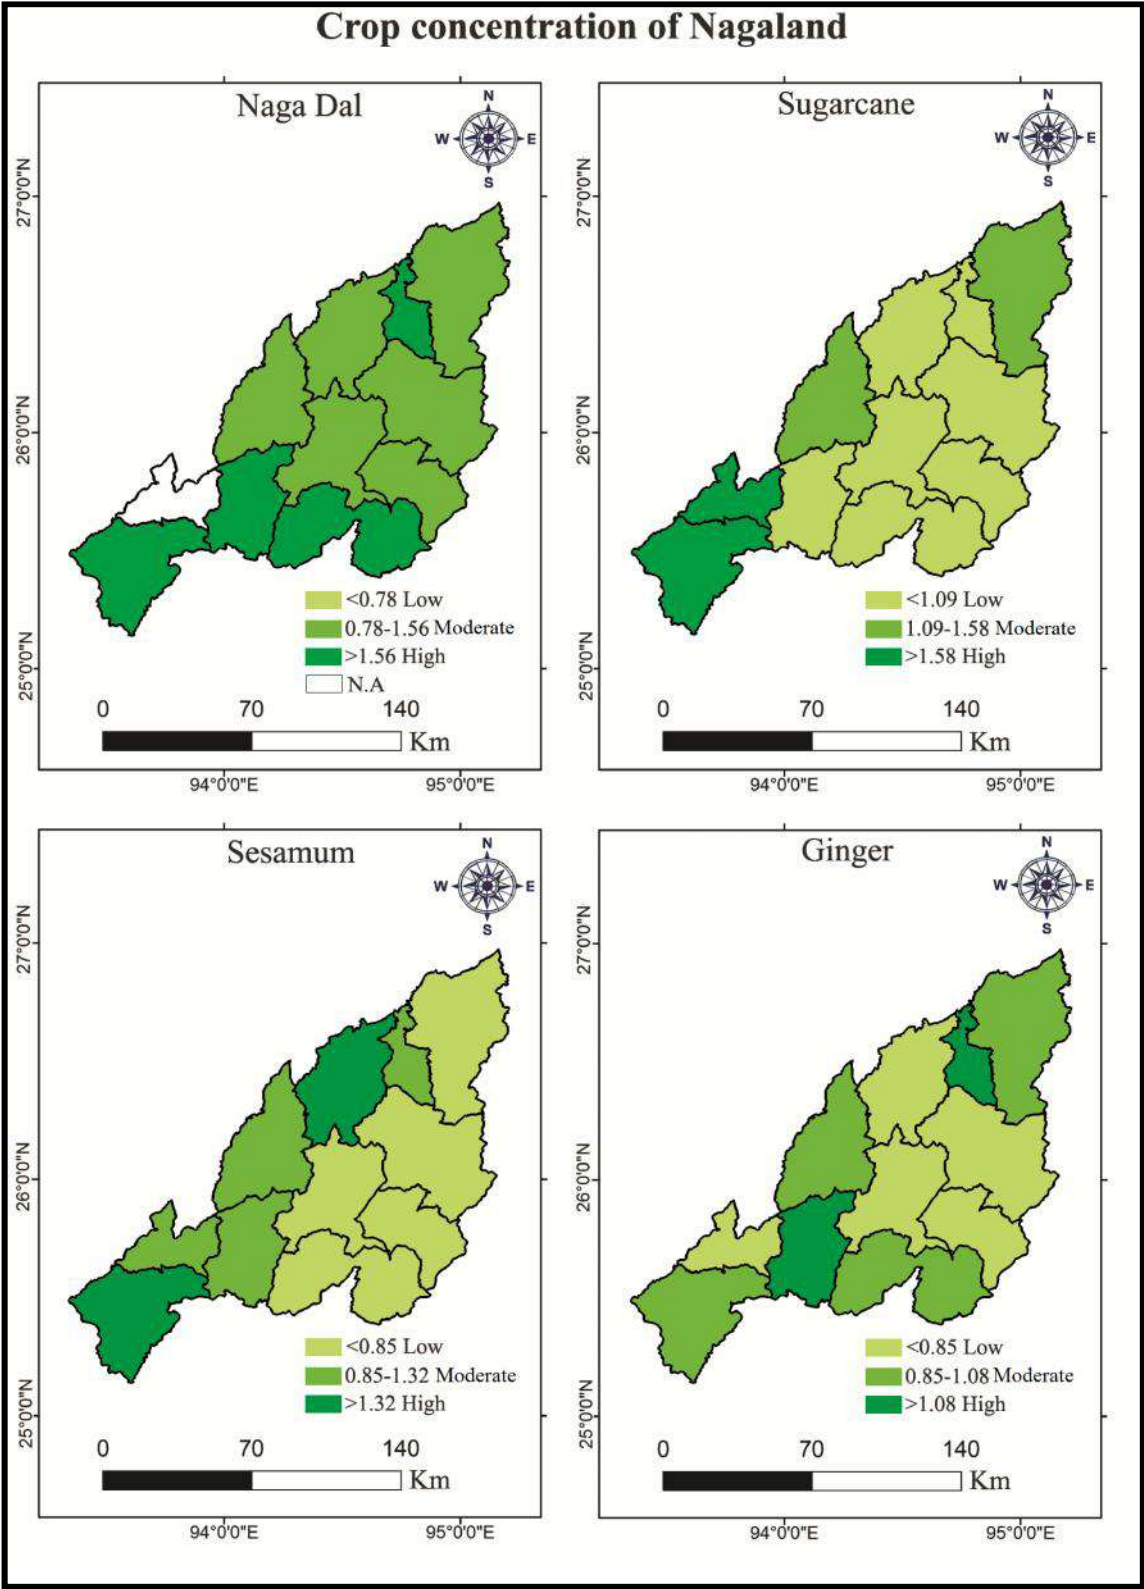 Crop concentration of Nagaland
Naga Dal
N
W E
S
27°0'0"N
26°0'0"N
25°0'0"N
<0.78 Low
0.78-1.56 Moderate
>1.56 High
N.A
0 70 140
Km
94°0'0"E 95°0'0"E
Sugarcane
N
W E
S
27°0'0"N
26°0'0"N
25°0'0"N
<1.09 Low
1.09-1.58 Moderate
>1.58 High
0 70 140
Km
94°0'0"E 95°0'0"E
Sesamum
N
W E
S
27°0'0"N
26°0'0"N
25°0'0"N
<0.85 Low
0.85-1.32 Moderate
>1.32 High
0 70 140
Km
94°0'0"E 95°0'0"E
Ginger
N
W E
S
27°0'0"N
26°0'0"N
25°0'0"N
<0.85 Low
0.85-1.08 Moderate
>1.08 High
0 70 140
Km
94°0'0"E 95°0'0"E